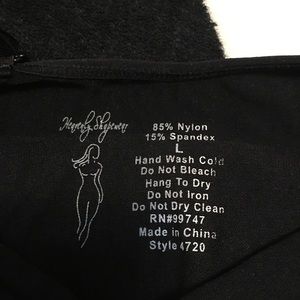 Heavenly Shapewear
85% Nylon
15% Spandex
L
Hand Wash Cold
Do Not Bleach
Hang To Dry
Do Not Iron
Do Not Dry Clean
RN#99747
Made in China
Style 4720